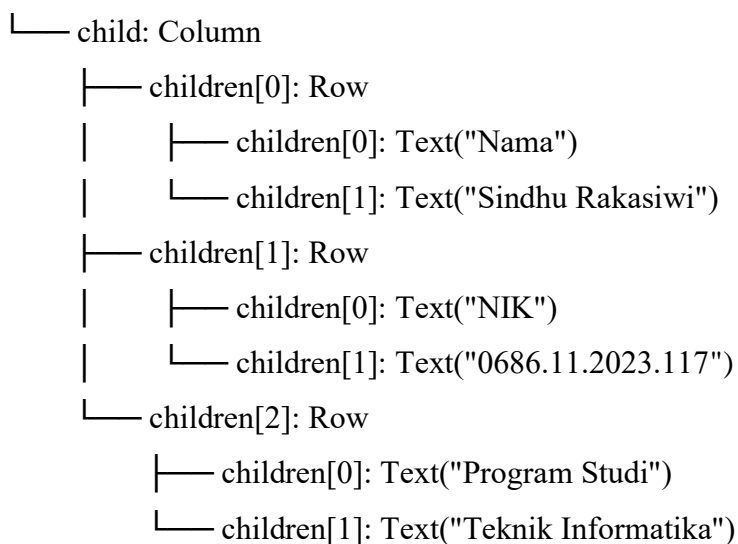 child: Column
children[0]: Row
children[0]: Text("Nama")
children[1]: Text("Sindhu Rakasiwi")
children[1]: Row
children[0]: Text("NIK")
children[1]: Text("0686.11.2023.117")
children[2]: Row
children[0]: Text("Program Studi")
children[1]: Text("Teknik Informatika")